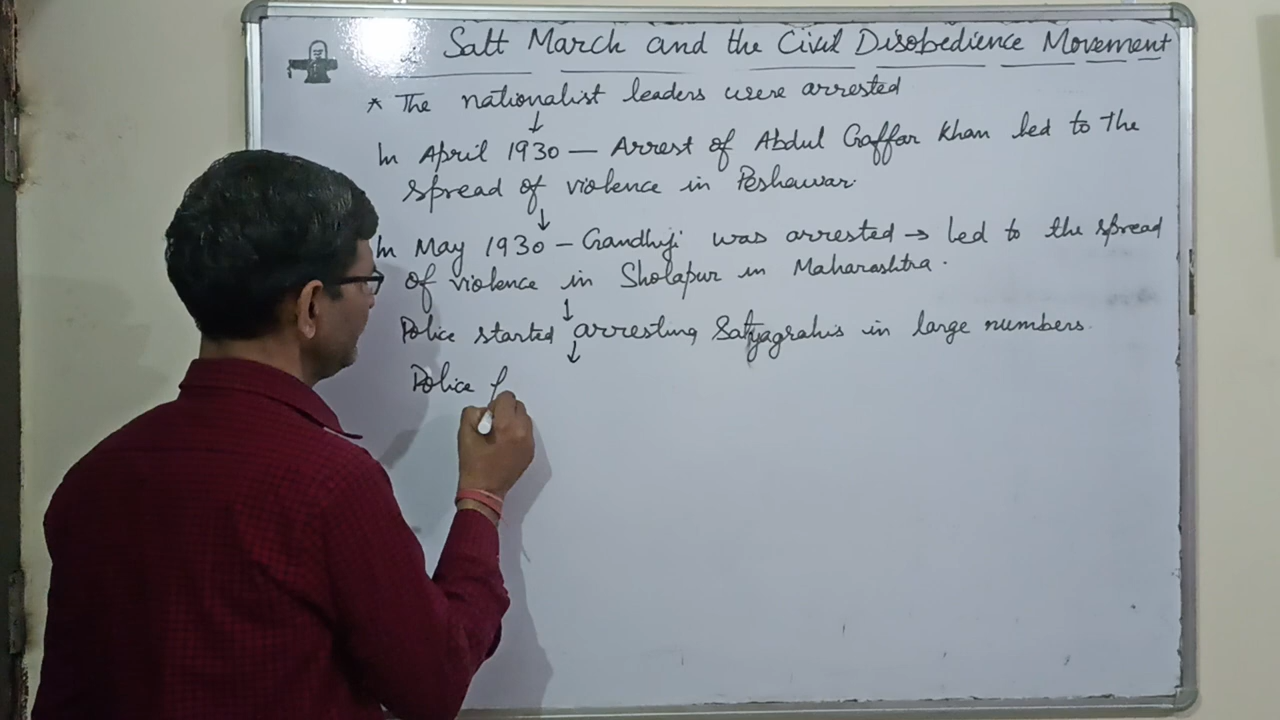 Salt March and the Civil Disobedience Movement
* The nationalist leaders were arrested
↓
In April 1930 — Arrest of Abdul Gaffar Khan led to the
spread of violence in Peshawar.
↓
In May 1930 — Gandhiji was arrested → led to the spread
of violence in Sholapur in Maharashtra.
↓
Police started arresting Satyagrahis in large numbers.
↓
Police